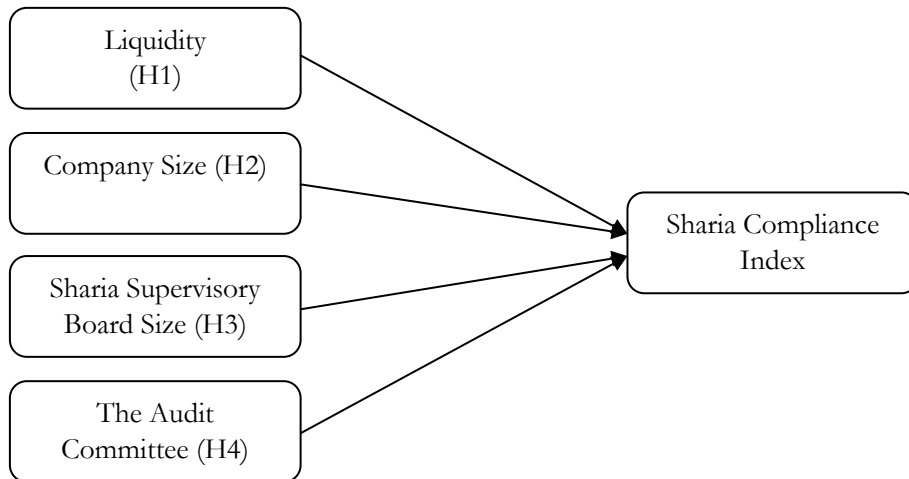 Liquidity
(H1)
Company Size (H2)
Sharia Supervisory
Board Size (H3)
The Audit
Committee (H4)
Sharia Compliance
Index